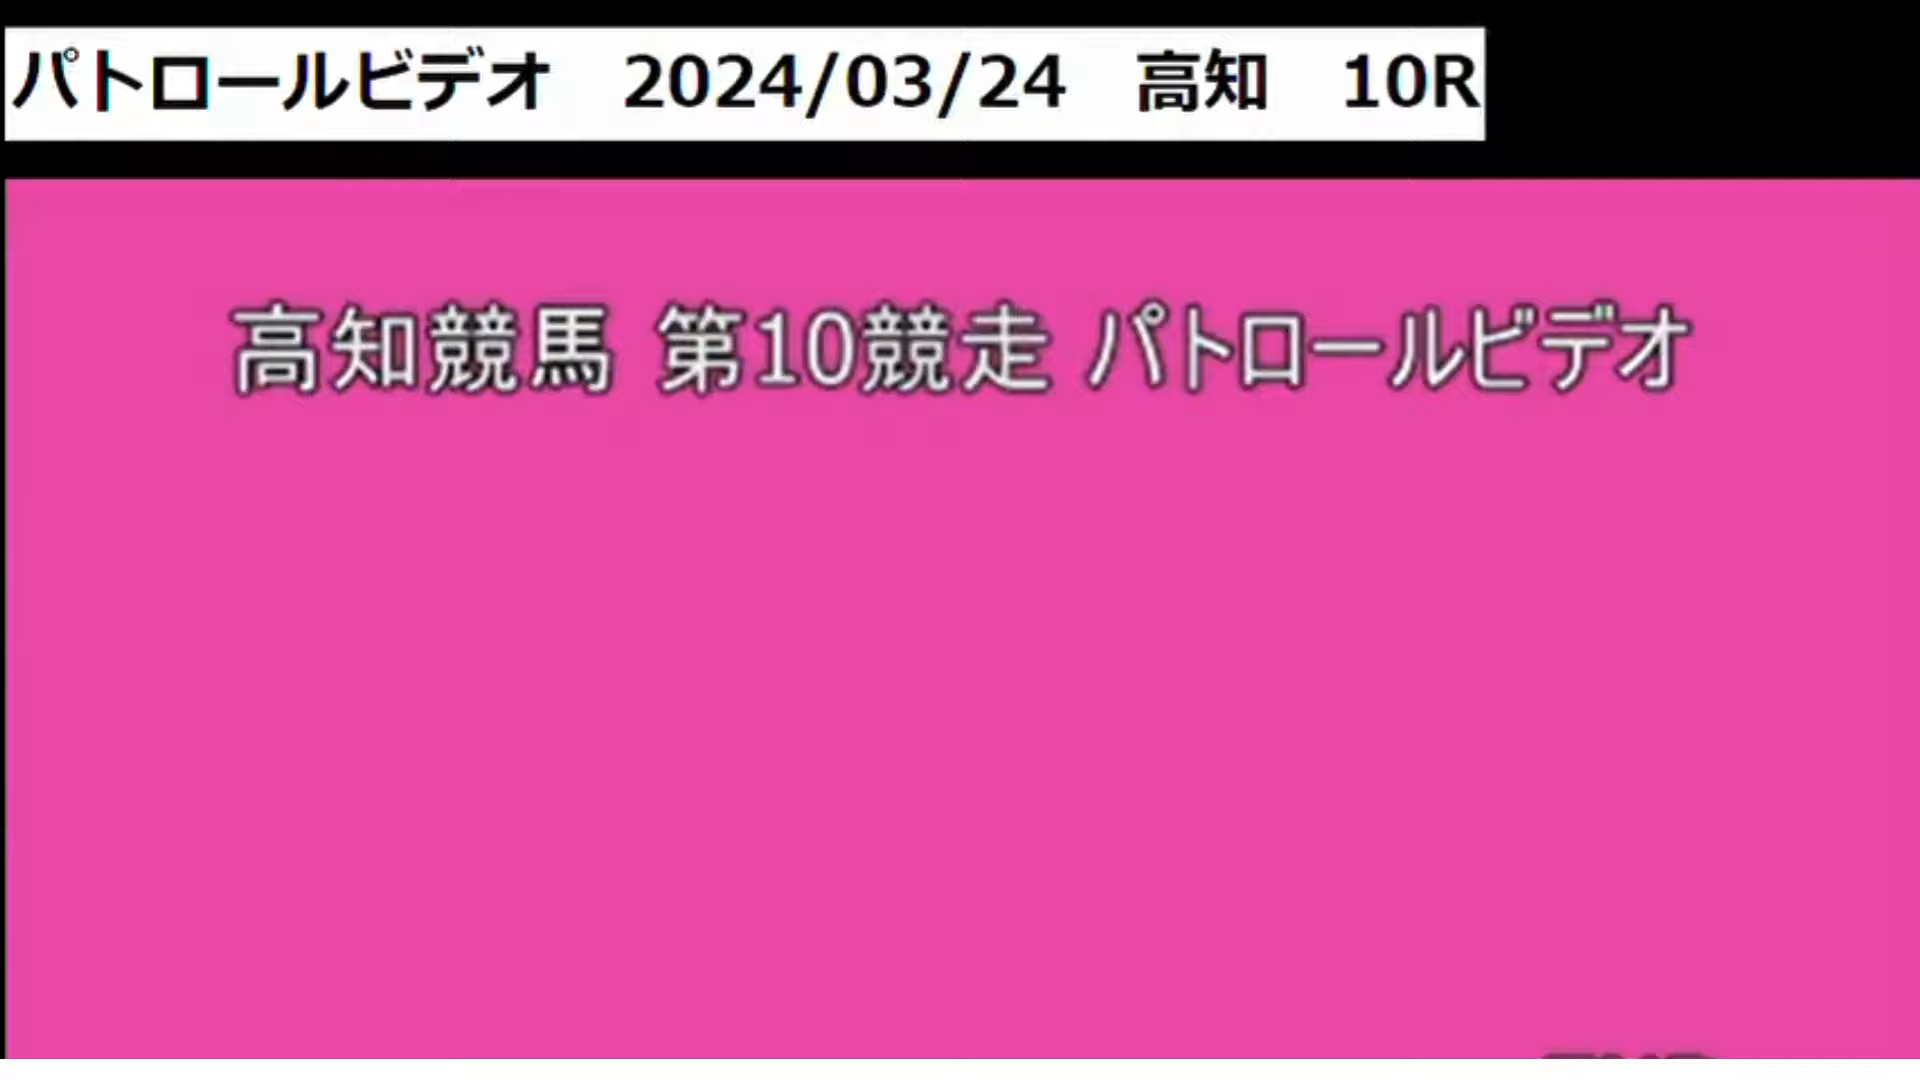 パトロールビデオ　2024/03/24　高知　10R
高知競馬 第10競走 パトロールビデオ